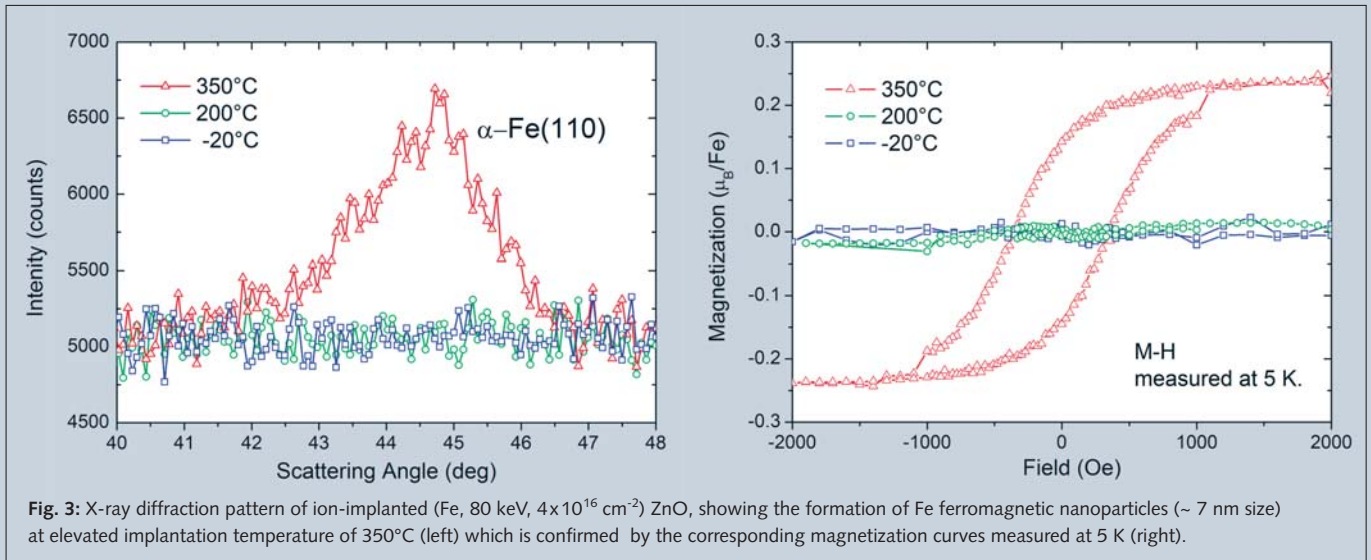 7000
6500
6000
5500
5000
4500
Intenity (counts)
350°C
200°C
-20°C
α-Fe(110)
40 41 42 43 44 45 46 47 48
Scattering Angle (deg)
0.3
0.2
0.1
0.0
-0.1
-0.2
-0.3
Magnetization (μB/Fe)
350°C
200°C
-20°C
M-H
measured at 5 K.
-2000 -1000 0 1000 2000
Field (Oe)
Fig. 3: X-ray diffraction pattern of ion-implanted (Fe, 80 keV, 4x10^16 cm^-2) ZnO, showing the formation of Fe ferromagnetic nanoparticles (~ 7 nm size)
at elevated implantation temperature of 350°C (left) which is confirmed by the corresponding magnetization curves measured at 5 K (right).